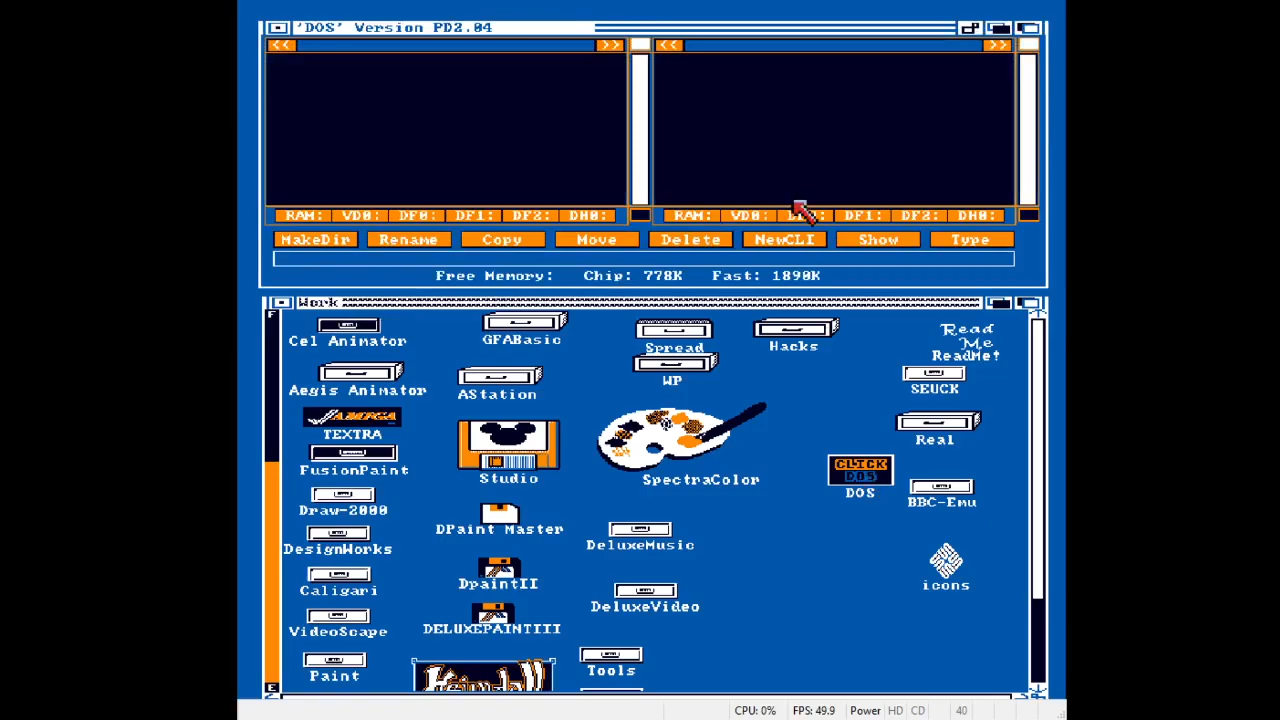 'DOS' Version PD2.04
<< >> << >>
RAM: VD0: DF0: DF1: DF2: DH0: RAM: VD0: DF1: DF2: DH0:
MakeDir Rename Copy Move Delete NewCLI Show Type
Free Memory: Chip: 778K Fast: 1890K
Work
F
Cel Animator
GFABasic
Spread
Hacks
Read
Me
ReadMe!
Aegis Animator
AStation
WP
SEUCK
AMIGA
TEXTRA
Real
FusionPaint
Studio
SpectraColor
CLICK
DOS
DOS
BBC-Emu
Draw-2000
DPaint Master
DesignWorks
DeluxeMusic
Caligari
DpaintII
icons
VideoScape
DELUXEPAINTIII
DeluxeVideo
Paint
Tools
E
CPU: 0% FPS: 49.9 Power HD CD 40